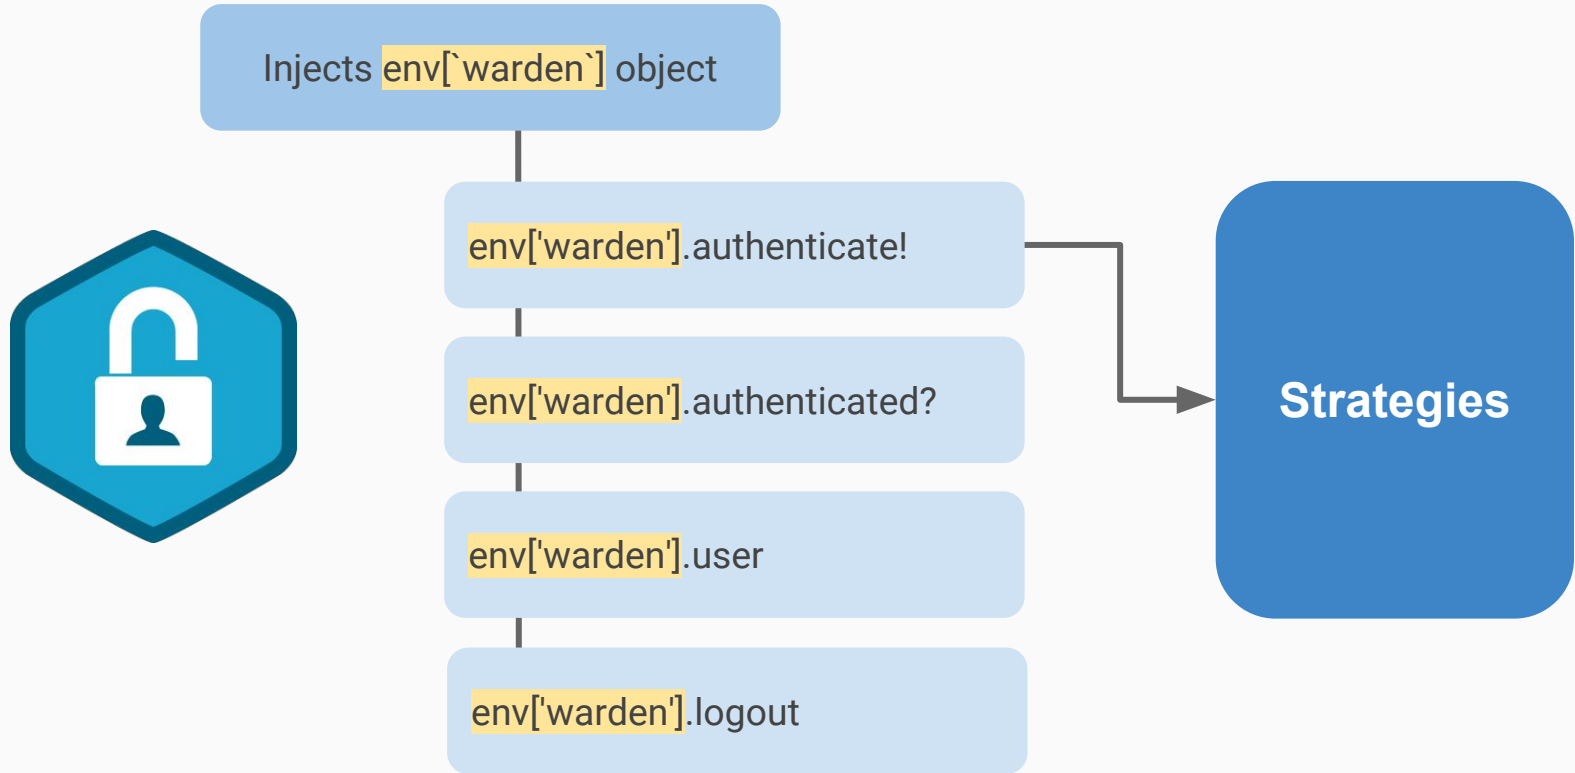 Injects env[`warden`] object
env['warden'].authenticate!
env['warden'].authenticated?
Strategies
env['warden'].user
env['warden'].logout